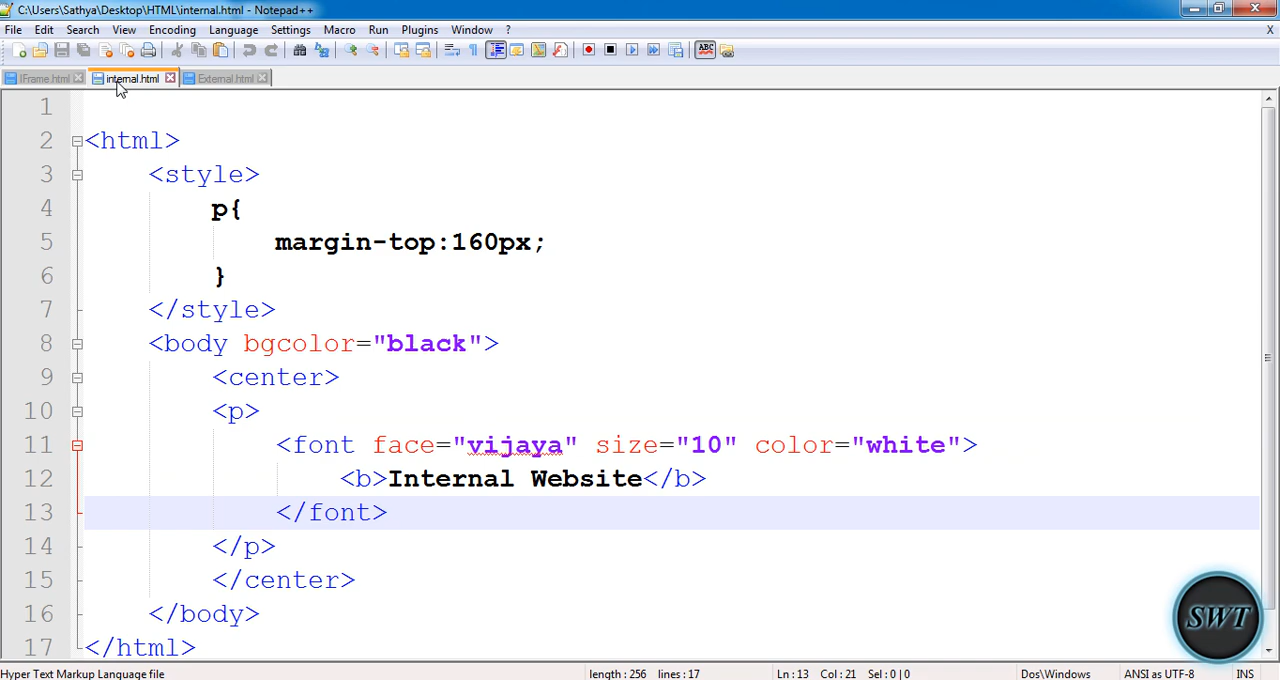 C:\Users\Sathya\Desktop\HTML\internal.html - Notepad++
File Edit Search View Encoding Language Settings Macro Run Plugins Window ? X
ABC
IFrame.html internal.html External.html
1
2 <html>
3 <style>
4 p{
5 margin-top:160px;
6 }
7 </style>
8 <body bgcolor="black">
9 <center>
10 <p>
11 <font face="vijaya" size="10" color="white">
12 <b>Internal Website</b>
13 </font>
14 </p>
15 </center>
16 </body>
17 </html>
SWT
Hyper Text Markup Language file length : 256 lines : 17 Ln : 13 Col : 21 Sel : 0 | 0 Dos\Windows ANSI as UTF-8 INS